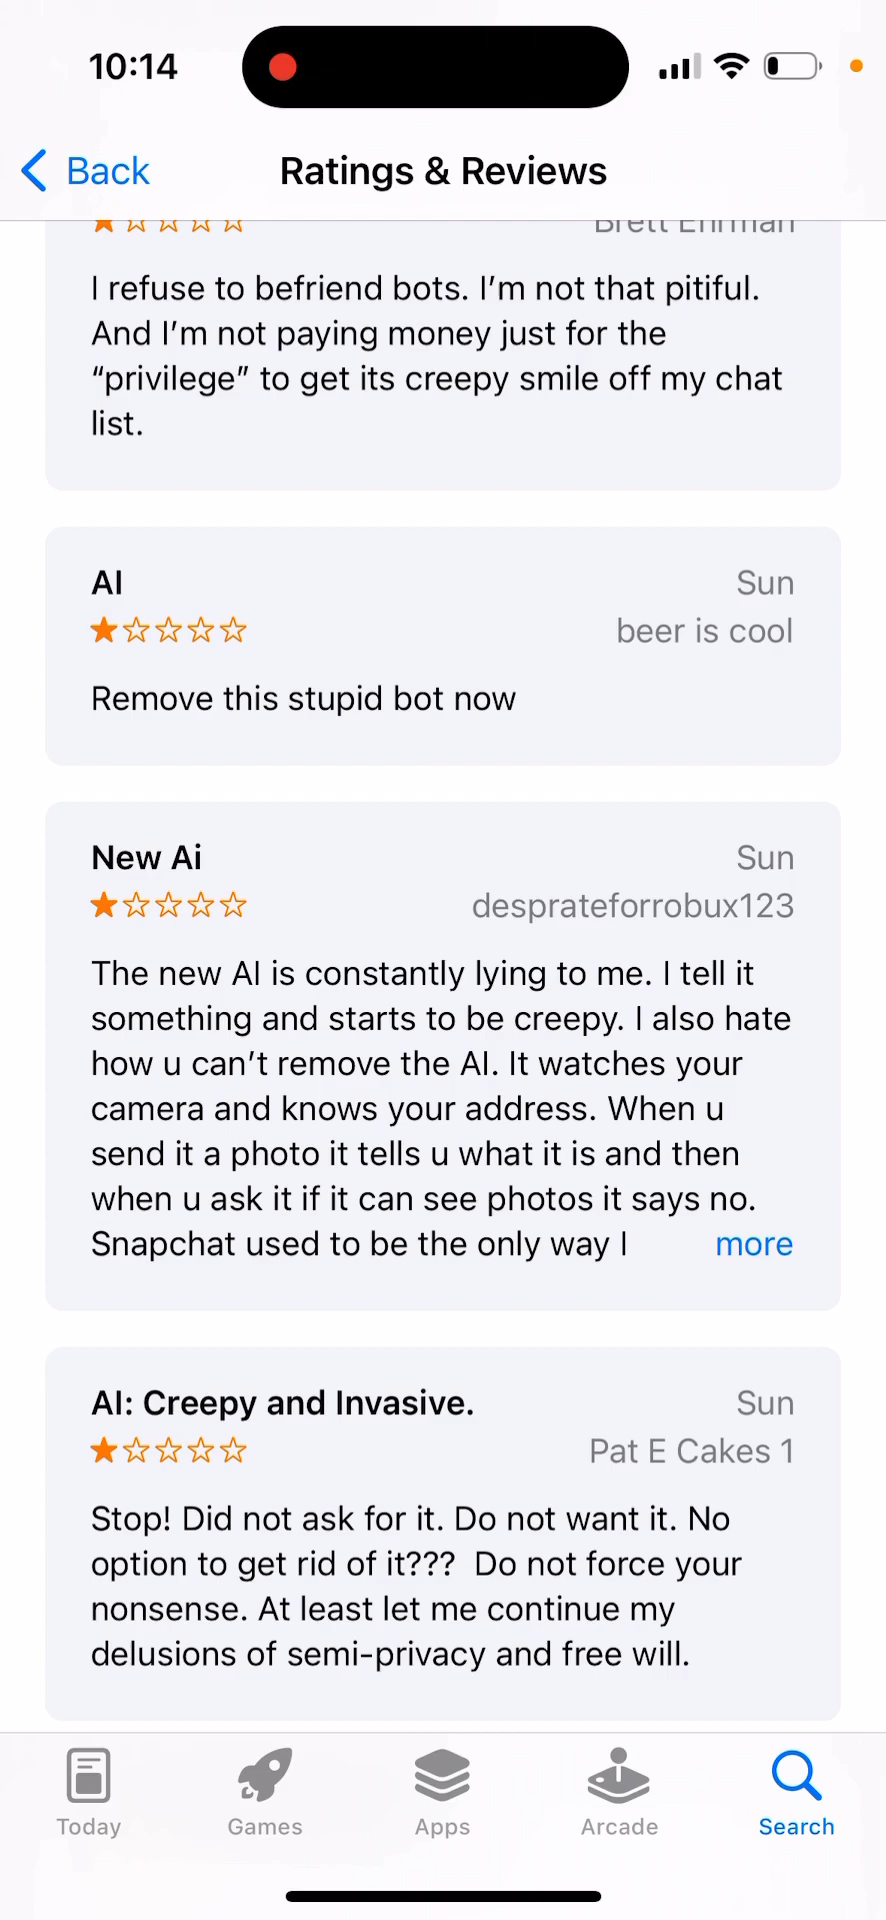 10:14
Back
Ratings & Reviews
Brett Ehrman
I refuse to befriend bots. I’m not that pitiful.
And I’m not paying money just for the
“privilege” to get its creepy smile off my chat
list.
AI
Sun
beer is cool
Remove this stupid bot now
New Ai
Sun
desprateforrobux123
The new AI is constantly lying to me. I tell it
something and starts to be creepy. I also hate
how u can’t remove the AI. It watches your
camera and knows your address. When u
send it a photo it tells u what it is and then
when u ask it if it can see photos it says no.
Snapchat used to be the only way I more
AI: Creepy and Invasive.
Sun
Pat E Cakes 1
Stop! Did not ask for it. Do not want it. No
option to get rid of it???  Do not force your
nonsense. At least let me continue my
delusions of semi-privacy and free will.
Today
Games
Apps
Arcade
Search